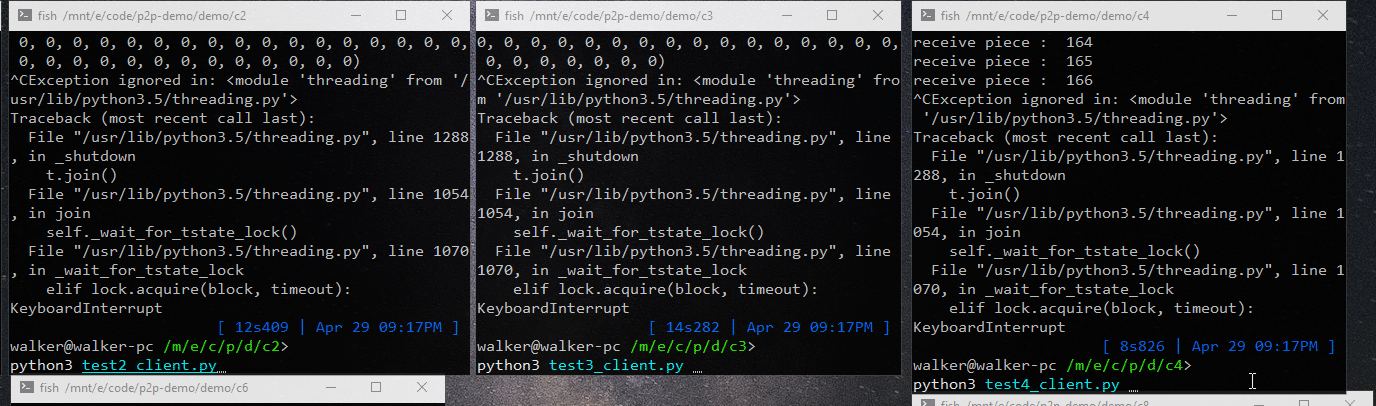 fish /mnt/e/code/p2p-demo/demo/c2
0, 0, 0, 0, 0, 0, 0, 0, 0, 0, 0, 0, 0, 0, 0, 0, 0,
0, 0, 0, 0, 0, 0, 0, 0, 0, 0, 0, 0, 0)
^CException ignored in: <module 'threading' from '/
usr/lib/python3.5/threading.py'>
Traceback (most recent call last):
File "/usr/lib/python3.5/threading.py", line 1288
, in _shutdown
t.join()
File "/usr/lib/python3.5/threading.py", line 1054
, in join
self._wait_for_tstate_lock()
File "/usr/lib/python3.5/threading.py", line 1070
, in _wait_for_tstate_lock
elif lock.acquire(block, timeout):
KeyboardInterrupt
[ 12s409 | Apr 29 09:17PM ]
walker@walker-pc /m/e/c/p/d/c2>
python3 test2_client.py
fish /mnt/e/code/p2p-demo/demo/c6
fish /mnt/e/code/p2p-demo/demo/c3
0, 0, 0, 0, 0, 0, 0, 0, 0, 0, 0, 0, 0, 0, 0, 0,
0, 0, 0, 0, 0, 0, 0)
^CException ignored in: <module 'threading' fro
m '/usr/lib/python3.5/threading.py'>
Traceback (most recent call last):
File "/usr/lib/python3.5/threading.py", line
1288, in _shutdown
t.join()
File "/usr/lib/python3.5/threading.py", line
1054, in join
self._wait_for_tstate_lock()
File "/usr/lib/python3.5/threading.py", line
1070, in _wait_for_tstate_lock
elif lock.acquire(block, timeout):
KeyboardInterrupt
[ 14s282 | Apr 29 09:17PM ]
walker@walker-pc /m/e/c/p/d/c3>
python3 test3_client.py
fish /mnt/e/code/p2p-demo/demo/c4
receive piece : 164
receive piece : 165
receive piece : 166
^CException ignored in: <module 'threading' from
'/usr/lib/python3.5/threading.py'>
Traceback (most recent call last):
File "/usr/lib/python3.5/threading.py", line 1
288, in _shutdown
t.join()
File "/usr/lib/python3.5/threading.py", line 1
054, in join
self._wait_for_tstate_lock()
File "/usr/lib/python3.5/threading.py", line 1
070, in _wait_for_tstate_lock
elif lock.acquire(block, timeout):
KeyboardInterrupt
[ 8s826 | Apr 29 09:17PM ]
walker@walker-pc /m/e/c/p/d/c4>
python3 test4_client.py
fish /mnt/e/code/p2p-demo/demo/c8